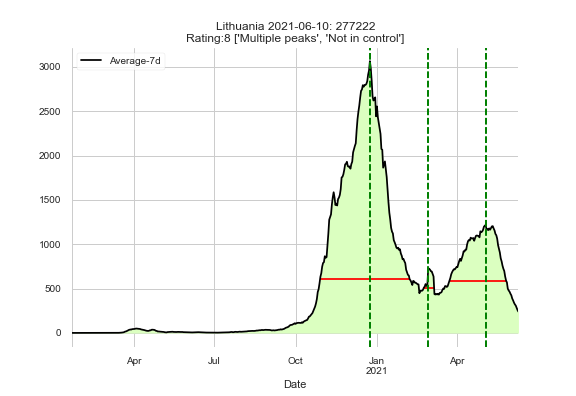 Lithuania 2021-06-10: 277222
Rating:8 ['Multiple peaks', 'Not in control']
Average-7d
3000
2500
2000
1500
1000
500
0
Apr
Jul
Oct
Jan
2021
Apr
Date